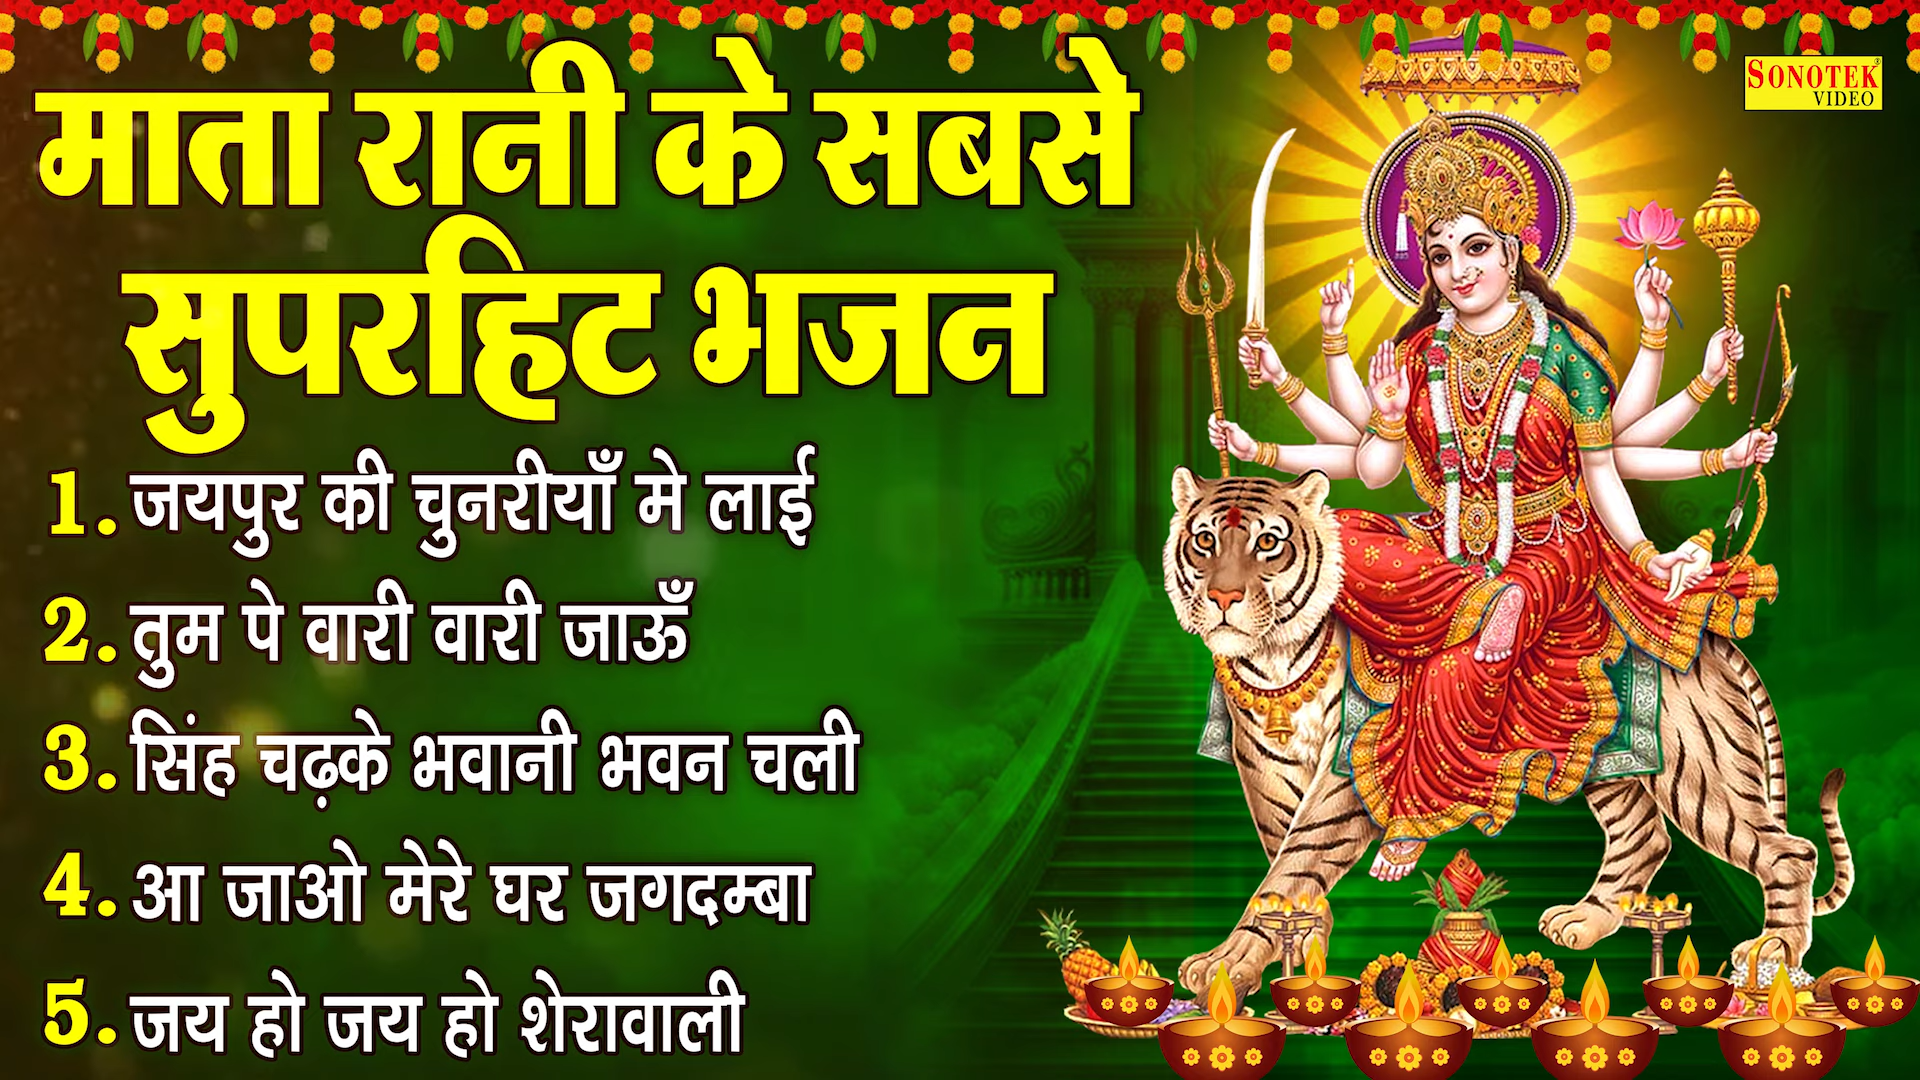 माता रानी के सबसे
सुपरहिट भजन
1. जयपुर की चुनरीयाँ मे लाई
2. तुम पे वारी वारी जाऊँ
3. सिंह चढ़के भवानी भवन चली
4. आ जाओ मेरे घर जगदम्बा
5. जय हो जय हो शेरावाली
SONOTEK®
VIDEO